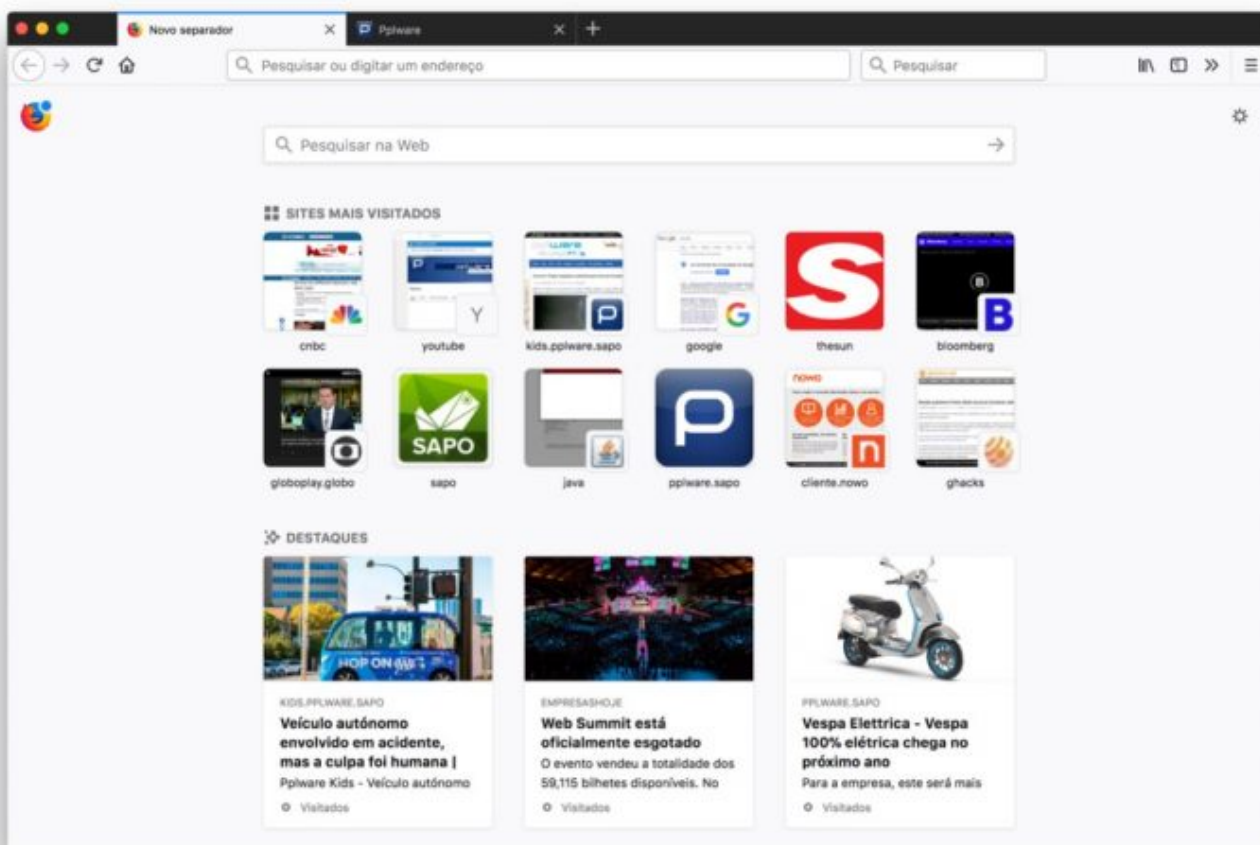 Novo separador
Pplware
Pesquisar ou digitar um endereço
Pesquisar
Pesquisar na Web
SITES MAIS VISITADOS
Y
P
G
S
B
B
cnbc
youtube
kids.pplware.sapo
google
thesun
bloomberg
nowo
SAPO
P
n
globoplay.globo
sapo
java
pplware.sapo
cliente.nowo
ghacks
DESTAQUES
HOP ON
KIDS.PPLWARE.SAPO
Veículo autónomo
envolvido em acidente,
mas a culpa foi humana |
Pplware Kids - Veículo autónomo
Visitados
EMPRESASHOJE
Web Summit está
oficialmente esgotado
O evento vendeu a totalidade dos
59,115 bilhetes disponíveis. No
Visitados
PPLWARE.SAPO
Vespa Elettrica - Vespa
100% elétrica chega no
próximo ano
Para a empresa, este será mais
Visitados